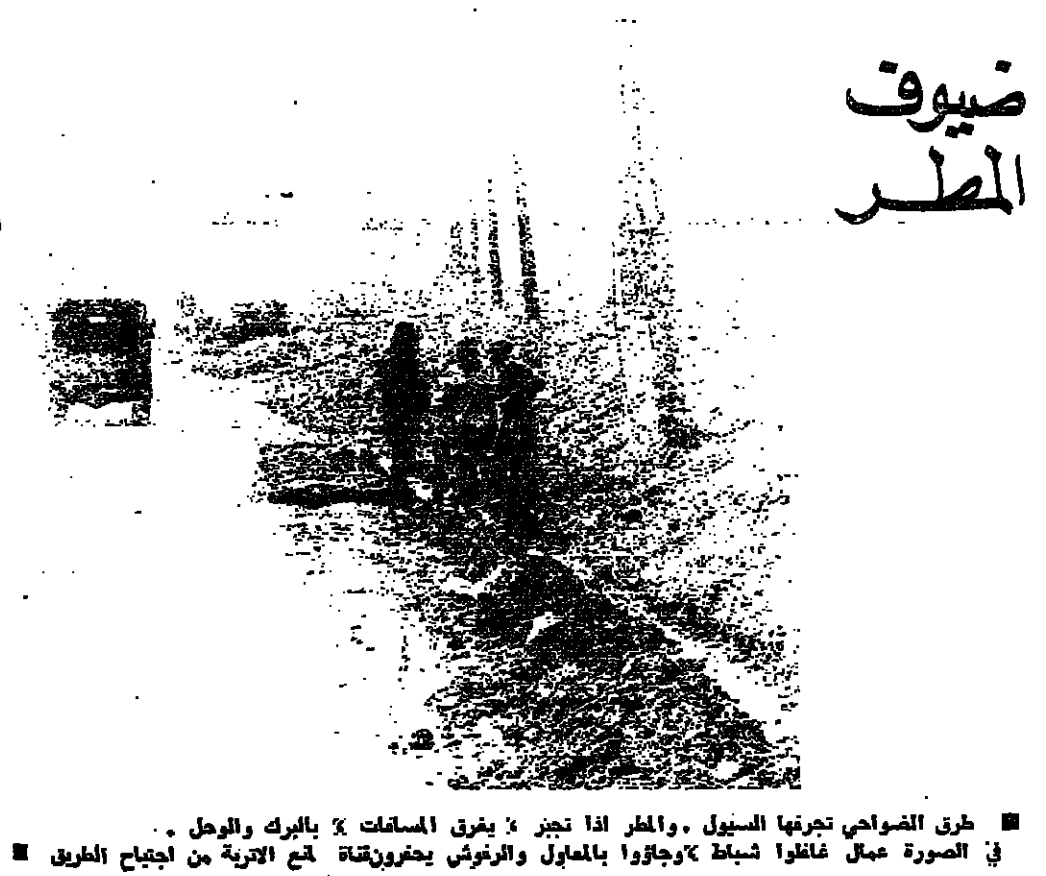 ضيوف
المطر
■ طرق الضواحي تجرفها السيول . والمطر اذا تجبر ، يغرق المسافات ، بالبرك والوحل .
في الصورة عمال غافلوا شباط ، وجاؤوا بالمعاول والرفوش يحفرون قناة لمنع الاتربة من اجتياح الطريق ■